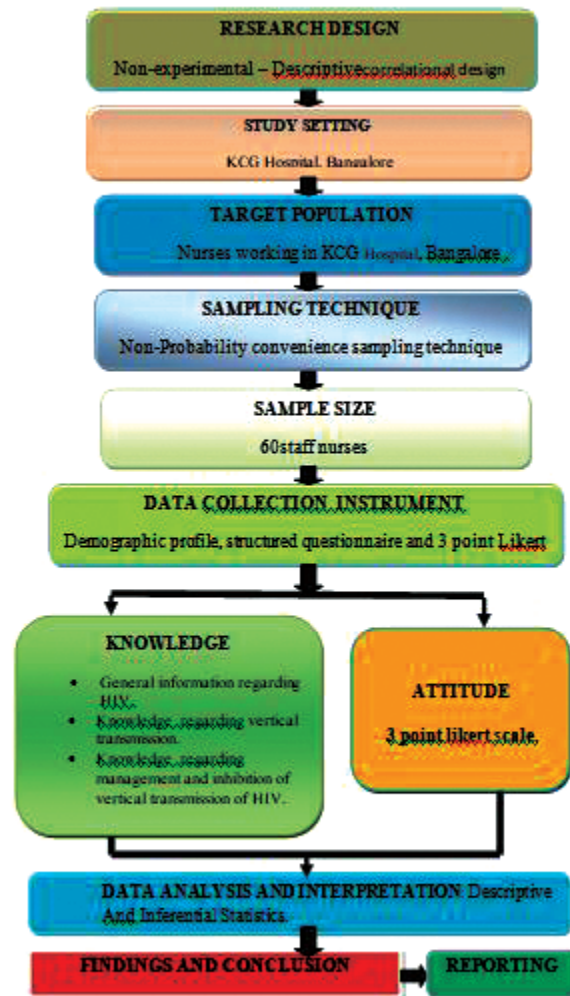 RESEARCH DESIGN
Non-experimental – Descriptivecorrelational design
STUDY SETTING
KCG Hospital. Bangalore
TARGET POPULATION
Nurses working in KCG Hospital, Bangalore.
SAMPLING TECHNIQUE
Non-Probability convenience sampling technique
SAMPLE SIZE
60staff nurses
DATA COLLECTION INSTRUMENT
Demographic profile, structured questionnaire and 3 point Likert
KNOWLEDGE
• General information regarding
HIV.
• Knowledge regarding vertical
transmission.
• Knowledge regarding
management and inhibition of
vertical transmission of HIV.
ATTITUDE
3 point likert scale
DATA ANALYSIS AND INTERPRETATION: Descriptive
And Inferential Statistics.
FINDINGS AND CONCLUSION
REPORTING